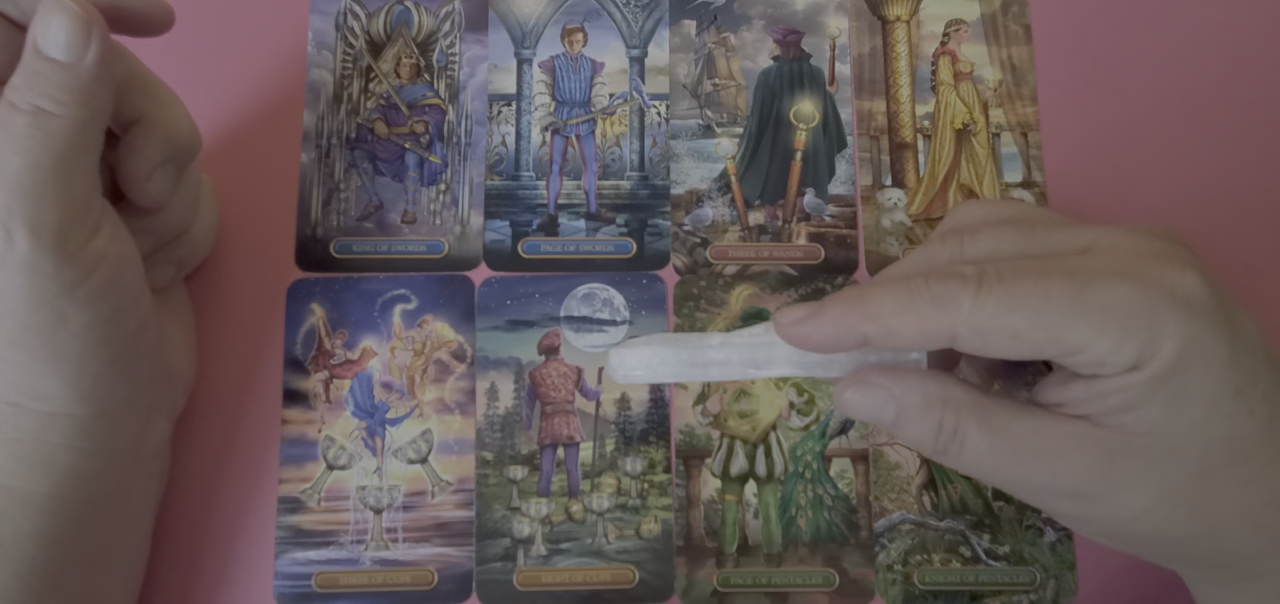 KING OF SWORDS
PAGE OF SWORDS
THREE OF WANDS
THREE OF CUPS
EIGHT OF CUPS
PAGE OF PENTACLES
KNIGHT OF PENTACLES